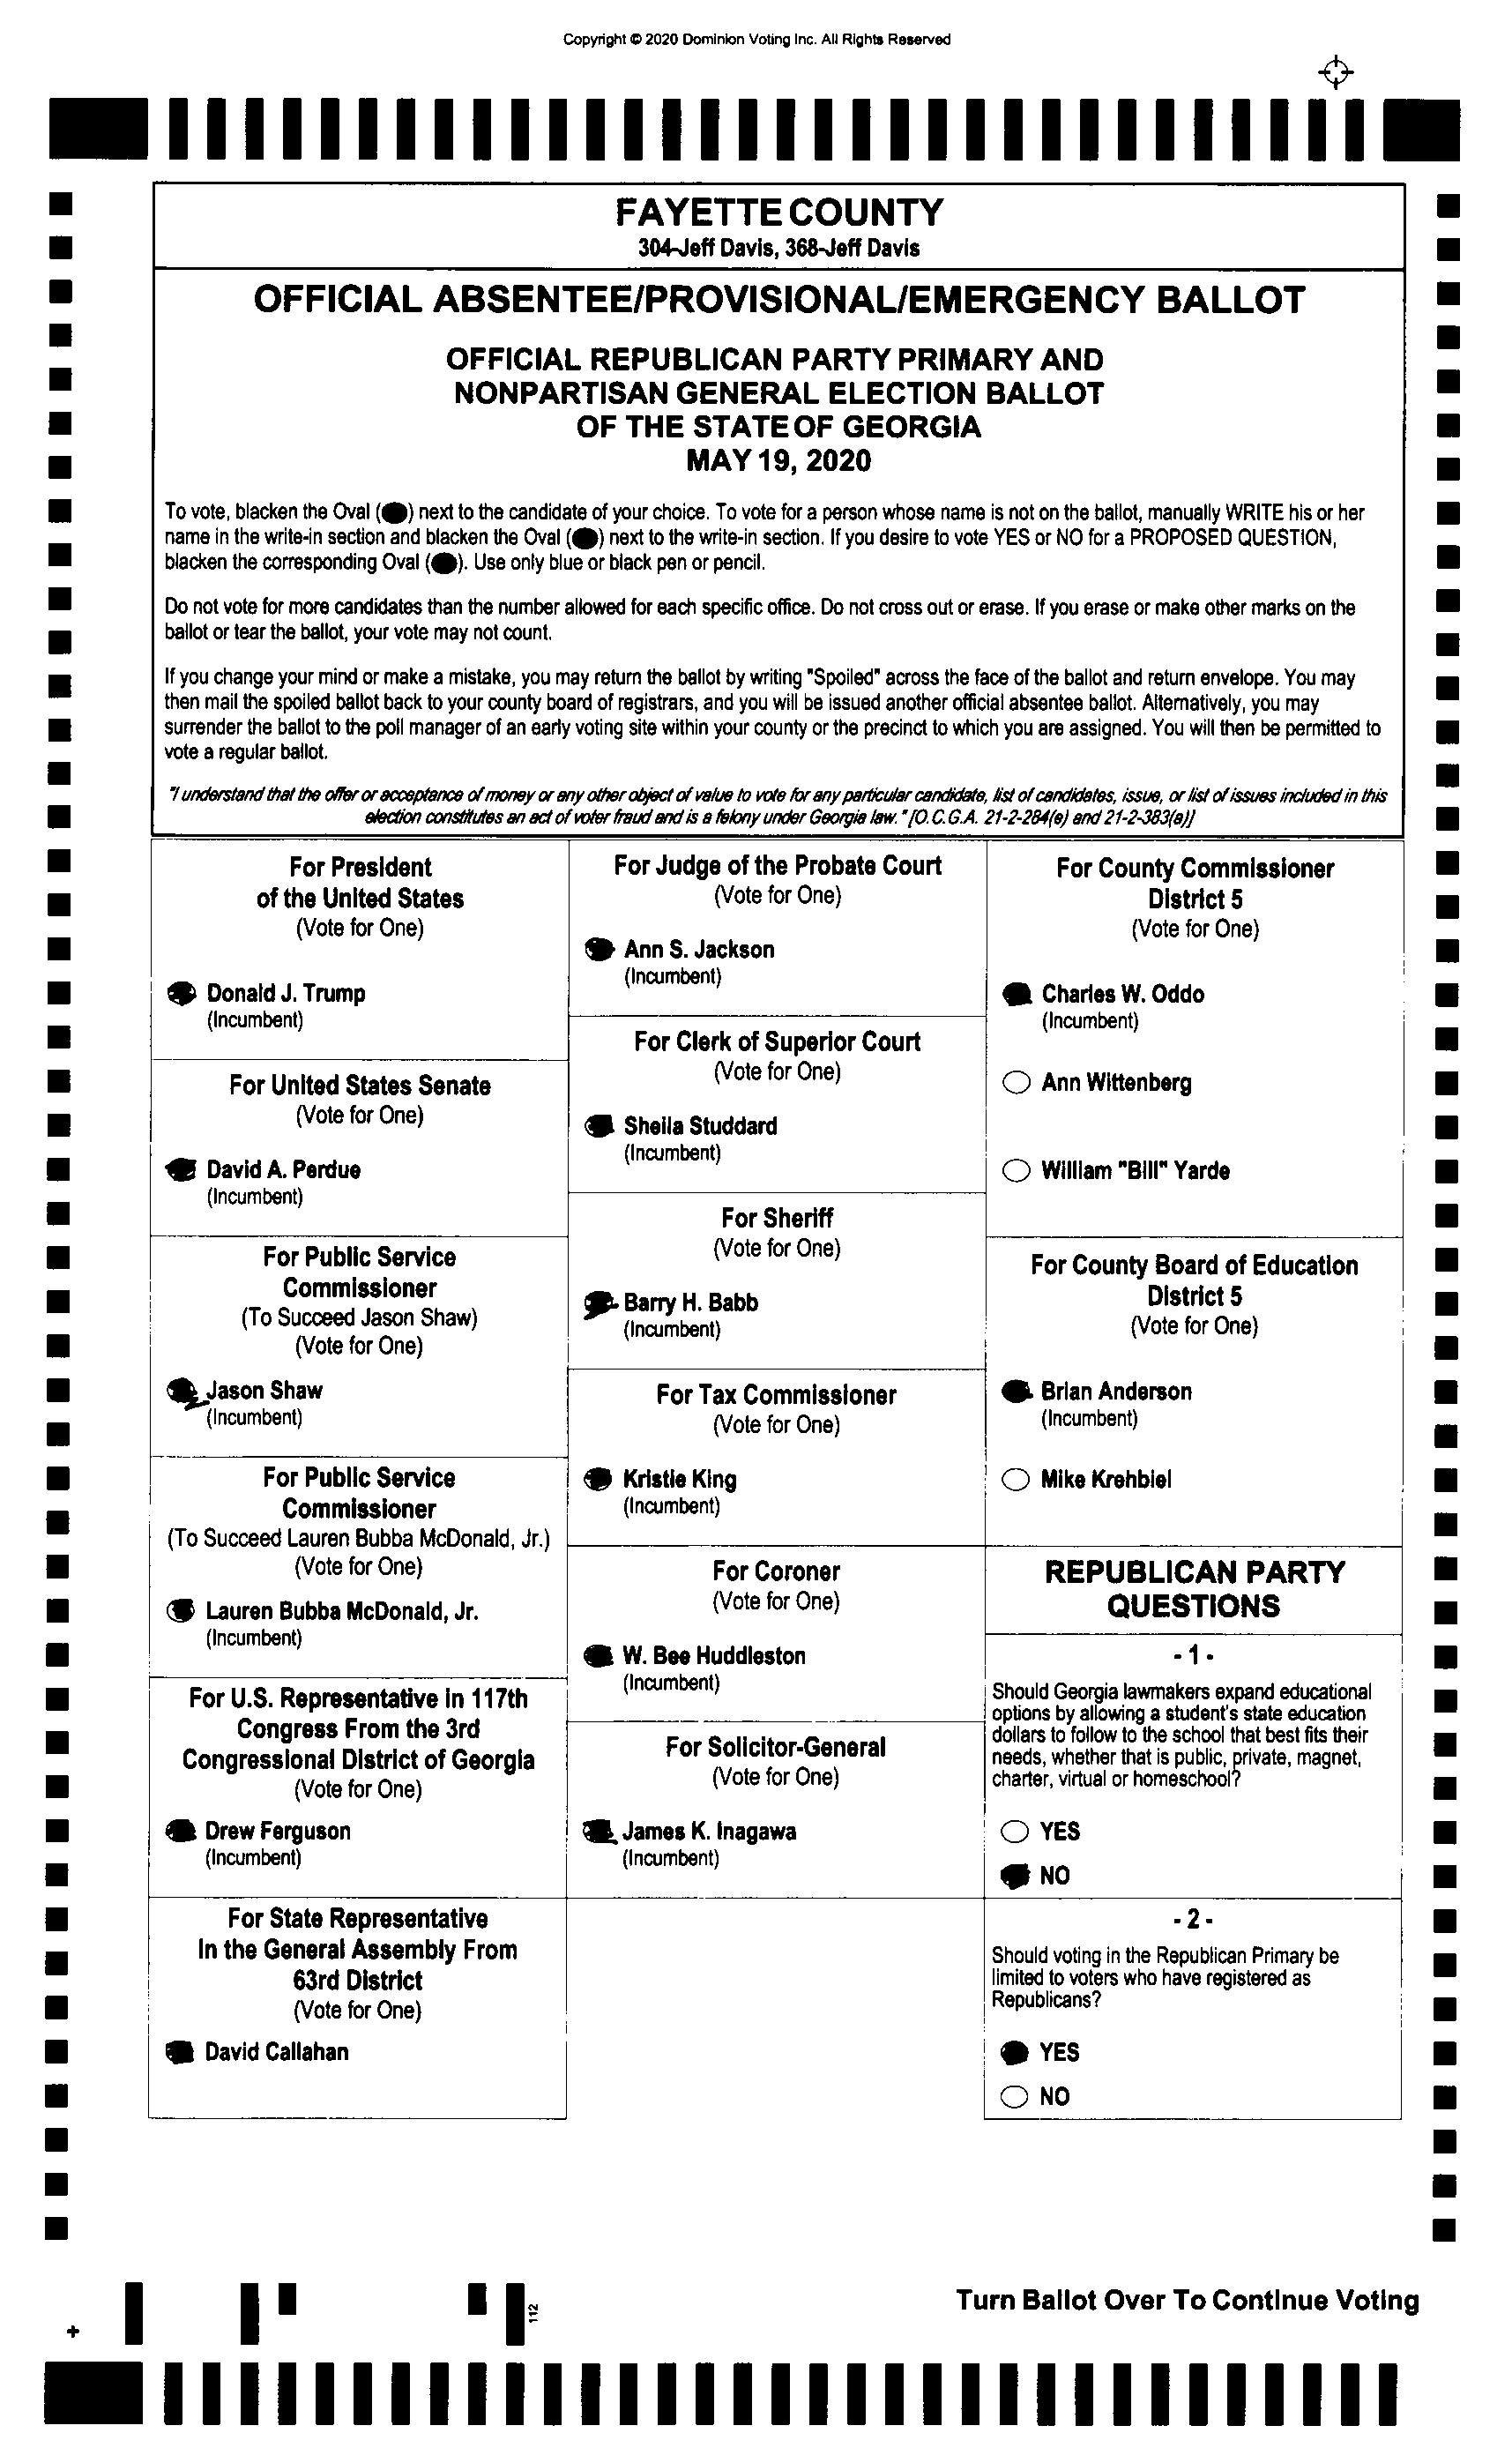 Copyright © 2020 Dominion Voting Inc. All Rights Reserved
FAYETTE COUNTY
304-Jeff Davis, 368-Jeff Davis
OFFICIAL ABSENTEE/PROVISIONAL/EMERGENCY BALLOT
OFFICIAL REPUBLICAN PARTY PRIMARY AND
NONPARTISAN GENERAL ELECTION BALLOT
OF THE STATE OF GEORGIA
MAY 19, 2020
To vote, blacken the Oval ( ) next to the candidate of your choice. To vote for a person whose name is not on the ballot, manually WRITE his or her
name in the write-in section and blacken the Oval ( ) next to the write-in section. If you desire to vote YES or NO for a PROPOSED QUESTION,
blacken the corresponding Oval ( ). Use only blue or black pen or pencil.
Do not vote for more candidates than the number allowed for each specific office. Do not cross out or erase. If you erase or make other marks on the
ballot or tear the ballot, your vote may not count.
If you change your mind or make a mistake, you may return the ballot by writing "Spoiled" across the face of the ballot and return envelope. You may
then mail the spoiled ballot back to your county board of registrars, and you will be issued another official absentee ballot. Alternatively, you may
surrender the ballot to the poll manager of an early voting site within your county or the precinct to which you are assigned. You will then be permitted to
vote a regular ballot.
"I understand that the offer or acceptance of money or any other object of value to vote for any particular candidate, list of candidates, issue, or list of issues included in this
election constitutes an act of voter fraud and is a felony under Georgia law." [O.C.G.A. 21-2-284(e) and 21-2-383(a)]
For President
of the United States
(Vote for One)
Donald J. Trump
(Incumbent)
For United States Senate
(Vote for One)
David A. Perdue
(Incumbent)
For Public Service
Commissioner
(To Succeed Jason Shaw)
(Vote for One)
Jason Shaw
(Incumbent)
For Public Service
Commissioner
(To Succeed Lauren Bubba McDonald, Jr.)
(Vote for One)
Lauren Bubba McDonald, Jr.
(Incumbent)
For U.S. Representative in 117th
Congress From the 3rd
Congressional District of Georgia
(Vote for One)
Drew Ferguson
(Incumbent)
For State Representative
In the General Assembly From
63rd District
(Vote for One)
David Callahan
For Judge of the Probate Court
(Vote for One)
Ann S. Jackson
(Incumbent)
For Clerk of Superior Court
(Vote for One)
Sheila Studdard
(Incumbent)
For Sheriff
(Vote for One)
Barry H. Babb
(Incumbent)
For Tax Commissioner
(Vote for One)
Kristie King
(Incumbent)
For Coroner
(Vote for One)
W. Bee Huddleston
(Incumbent)
For Solicitor-General
(Vote for One)
James K. Inagawa
(Incumbent)
For County Commissioner
District 5
(Vote for One)
Charles W. Oddo
(Incumbent)
Ann Wittenberg
William "Bill" Yarde
For County Board of Education
District 5
(Vote for One)
Brian Anderson
(Incumbent)
Mike Krehbiel
REPUBLICAN PARTY
QUESTIONS
- 1 -
Should Georgia lawmakers expand educational
options by allowing a student's state education
dollars to follow to the school that best fits their
needs, whether that is public, private, magnet,
charter, virtual or homeschool?
YES
NO
- 2 -
Should voting in the Republican Primary be
limited to voters who have registered as
Republicans?
YES
NO
112
Turn Ballot Over To Continue Voting